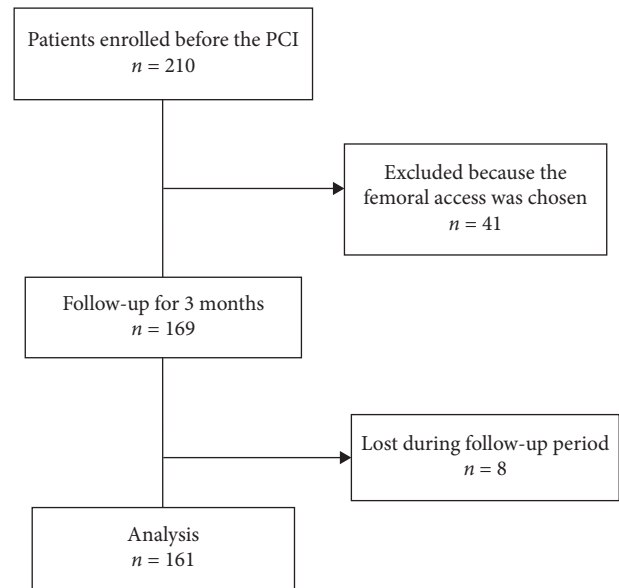 Patients enrolled before the PCI
n = 210
Excluded because the
femoral access was chosen
n = 41
Follow-up for 3 months
n = 169
Lost during follow-up period
n = 8
Analysis
n = 161